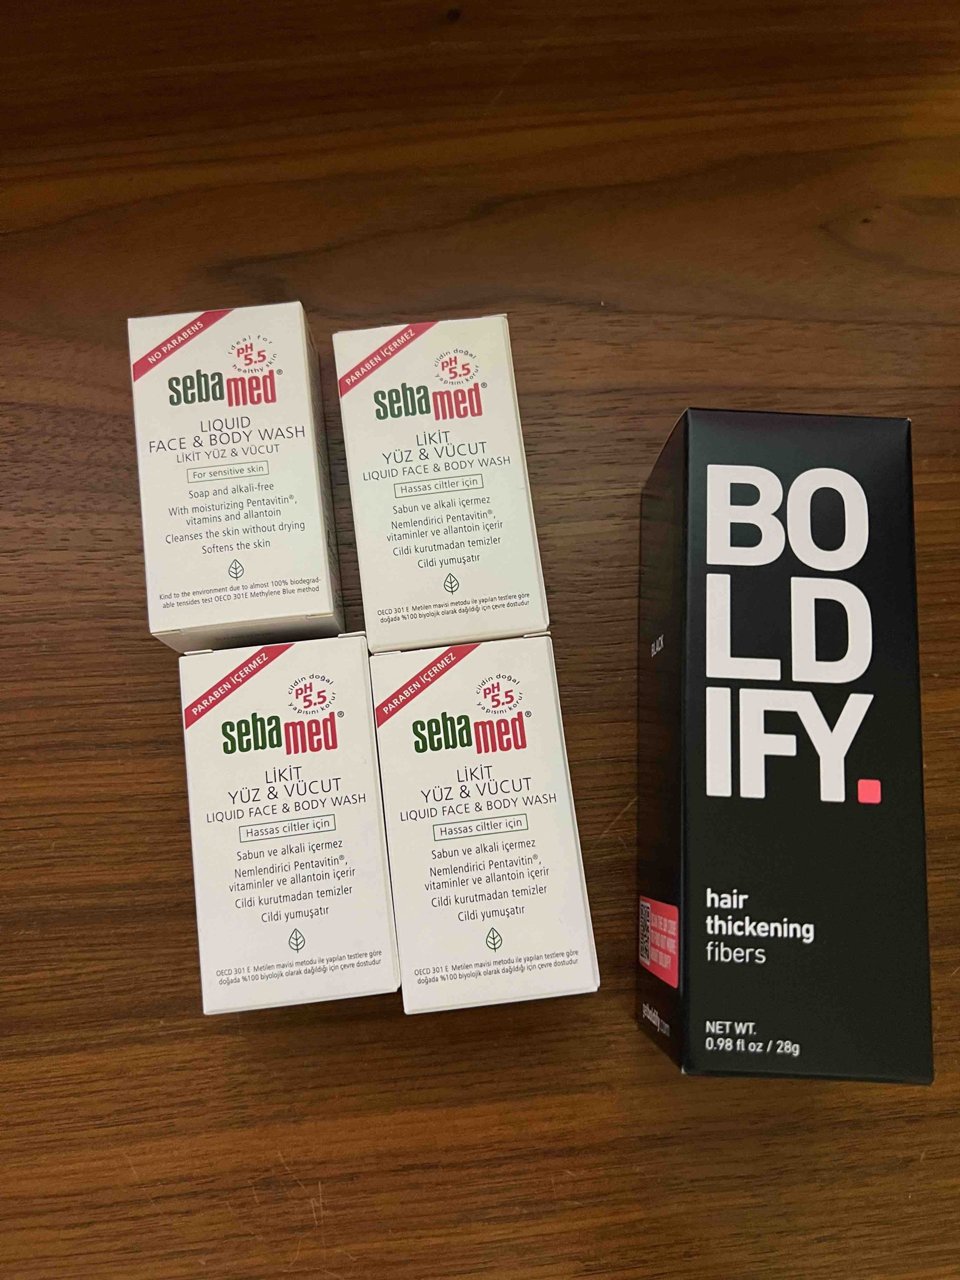 NO PARABENS
ideal for
pH
5.5
healthy skin
sebamed®
LIQUID
FACE & BODY WASH
LİKİT YÜZ & VÜCUT
For sensitive skin
Soap and alkali-free
With moisturizing Pentavitin®,
vitamins and allantoin
Cleanses the skin without drying
Softens the skin
Kind to the environment due to almost 100% biodegrad-
able tensides test OECD 301E Methylene Blue method
PARABEN İÇERMEZ
cildin doğal
pH
5.5
yapısını korur
sebamed®
LİKİT
YÜZ & VÜCUT
LIQUID FACE & BODY WASH
Hassas ciltler için
Sabun ve alkali içermez
Nemlendirici Pentavitin®,
vitaminler ve allantoin içerir
Cildi kurutmadan temizler
Cildi yumuşatır
OECD 301 E Metilen mavisi metodu ile yapılan testlere göre
doğada %100 biyolojik olarak dağıldığı için çevre dostudur
PARABEN İÇERMEZ
cildin doğal
pH
5.5
yapısını korur
sebamed®
LİKİT
YÜZ & VÜCUT
LIQUID FACE & BODY WASH
Hassas ciltler için
Sabun ve alkali içermez
Nemlendirici Pentavitin®,
vitaminler ve allantoin içerir
Cildi kurutmadan temizler
Cildi yumuşatır
OECD 301 E Metilen mavisi metodu ile yapılan testlere göre
doğada %100 biyolojik olarak dağıldığı için çevre dostudur
PARABEN İÇERMEZ
cildin doğal
pH
5.5
yapısını korur
sebamed®
LİKİT
YÜZ & VÜCUT
LIQUID FACE & BODY WASH
Hassas ciltler için
Sabun ve alkali içermez
Nemlendirici Pentavitin®,
vitaminler ve allantoin içerir
Cildi kurutmadan temizler
Cildi yumuşatır
OECD 301 E Metilen mavisi metodu ile yapılan testlere göre
doğada %100 biyolojik olarak dağıldığı için çevre dostudur
BLACK
getboldify.com
BO
LD
IFY.
hair
thickening
fibers
NET WT.
0.98 fl oz / 28g